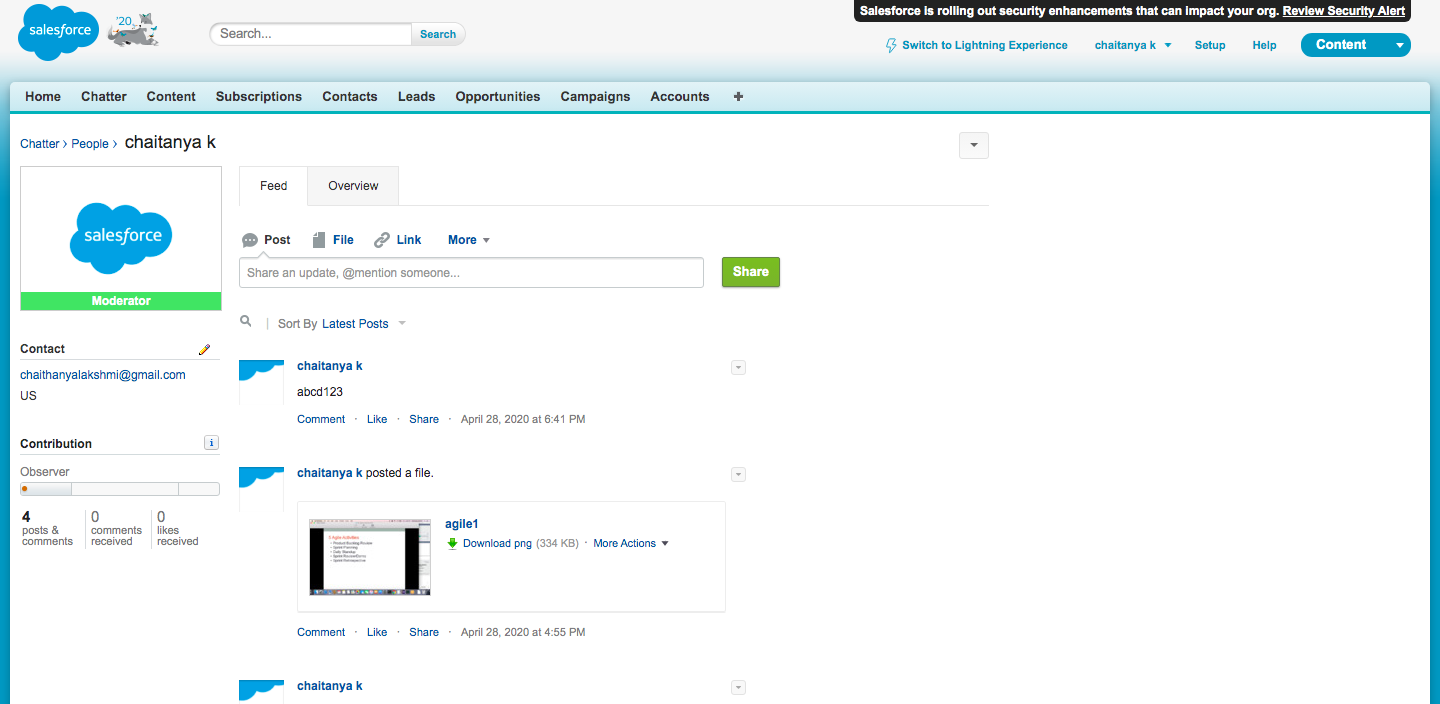 Salesforce is rolling out security enhancements that can impact your org. Review Security Alert
salesforce
'20
Search...
Search
Switch to Lightning Experience
chaitanya k
Setup
Help
Content
Home Chatter Content Subscriptions Contacts Leads Opportunities Campaigns Accounts +
Chatter › People › chaitanya k
salesforce
Moderator
Contact
chaithanyalakshmi@gmail.com
US
Contribution
i
Observer
4 posts & comments
0 comments received
0 likes received
Feed
Overview
Post File Link More
Share an update, @mention someone...
Share
Sort By Latest Posts
chaitanya k
abcd123
Comment · Like · Share · April 28, 2020 at 6:41 PM
chaitanya k posted a file.
3 Agile Activities
agile1
Download png (334 KB) · More Actions
Comment · Like · Share · April 28, 2020 at 4:55 PM
chaitanya k